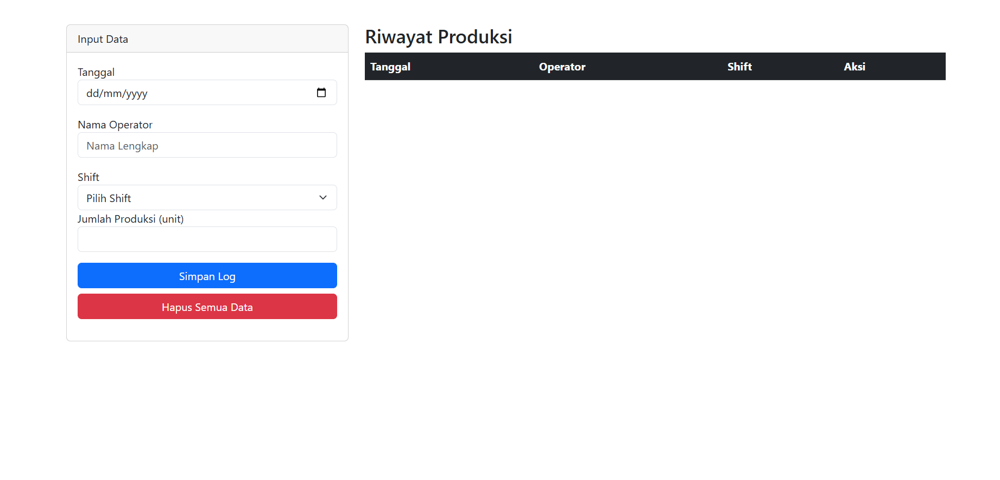 Input Data
Tanggal
dd/mm/yyyy
Nama Operator
Nama Lengkap
Shift
Pilih Shift
Jumlah Produksi (unit)
Simpan Log
Hapus Semua Data
Riwayat Produksi
Tanggal Operator Shift Aksi